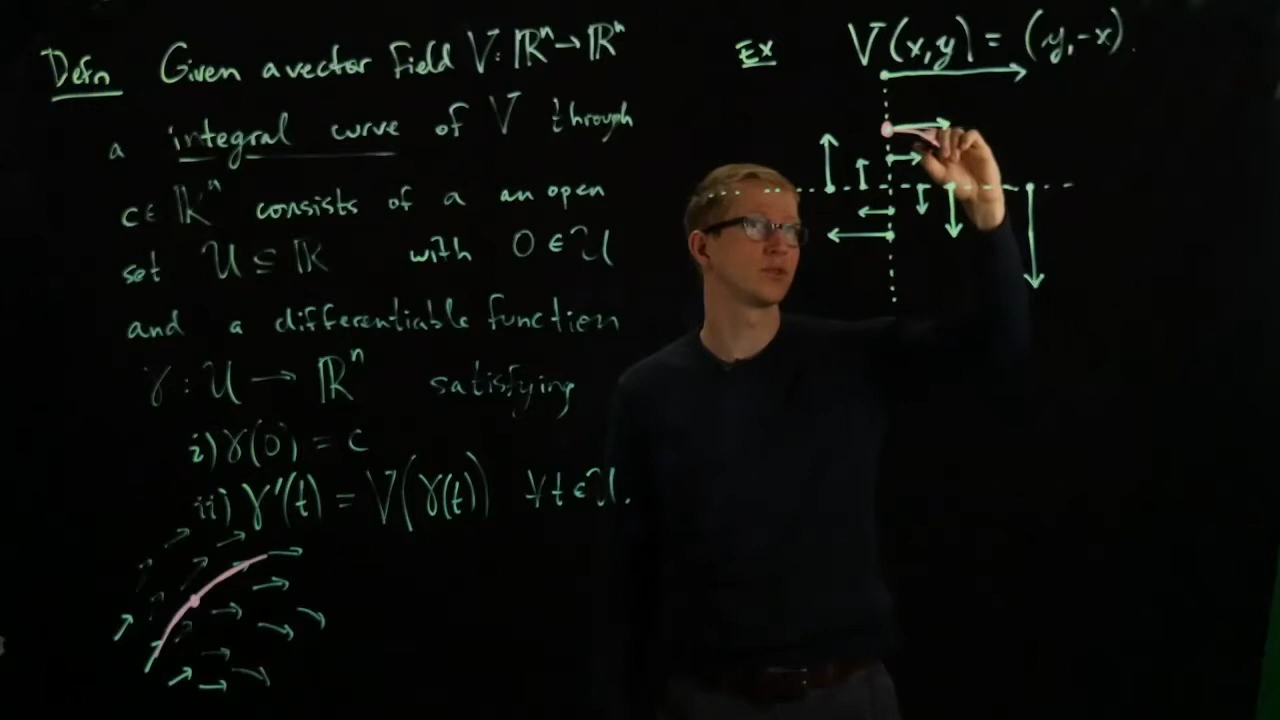 Defn Given a vector field V: ℝⁿ → ℝⁿ
a integral curve of V through
c ∈ ℝⁿ consists of a an open
set U ⊆ ℝ with 0 ∈ U
and a differentiable function
γ : U → ℝⁿ satisfying
i) γ(0) = c
ii) γ'(t) = V(γ(t)) ∀ t ∈ U.
Ex V(x,y) = (y,-x).